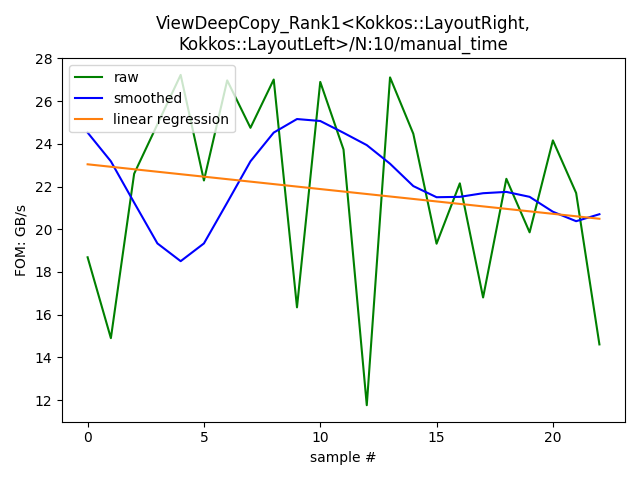 ViewDeepCopy_Rank1<Kokkos::LayoutRight,
Kokkos::LayoutLeft>/N:10/manual_time
raw
smoothed
linear regression
FOM: GB/s
28
26
24
22
20
18
16
14
12
0
5
10
15
20
sample #